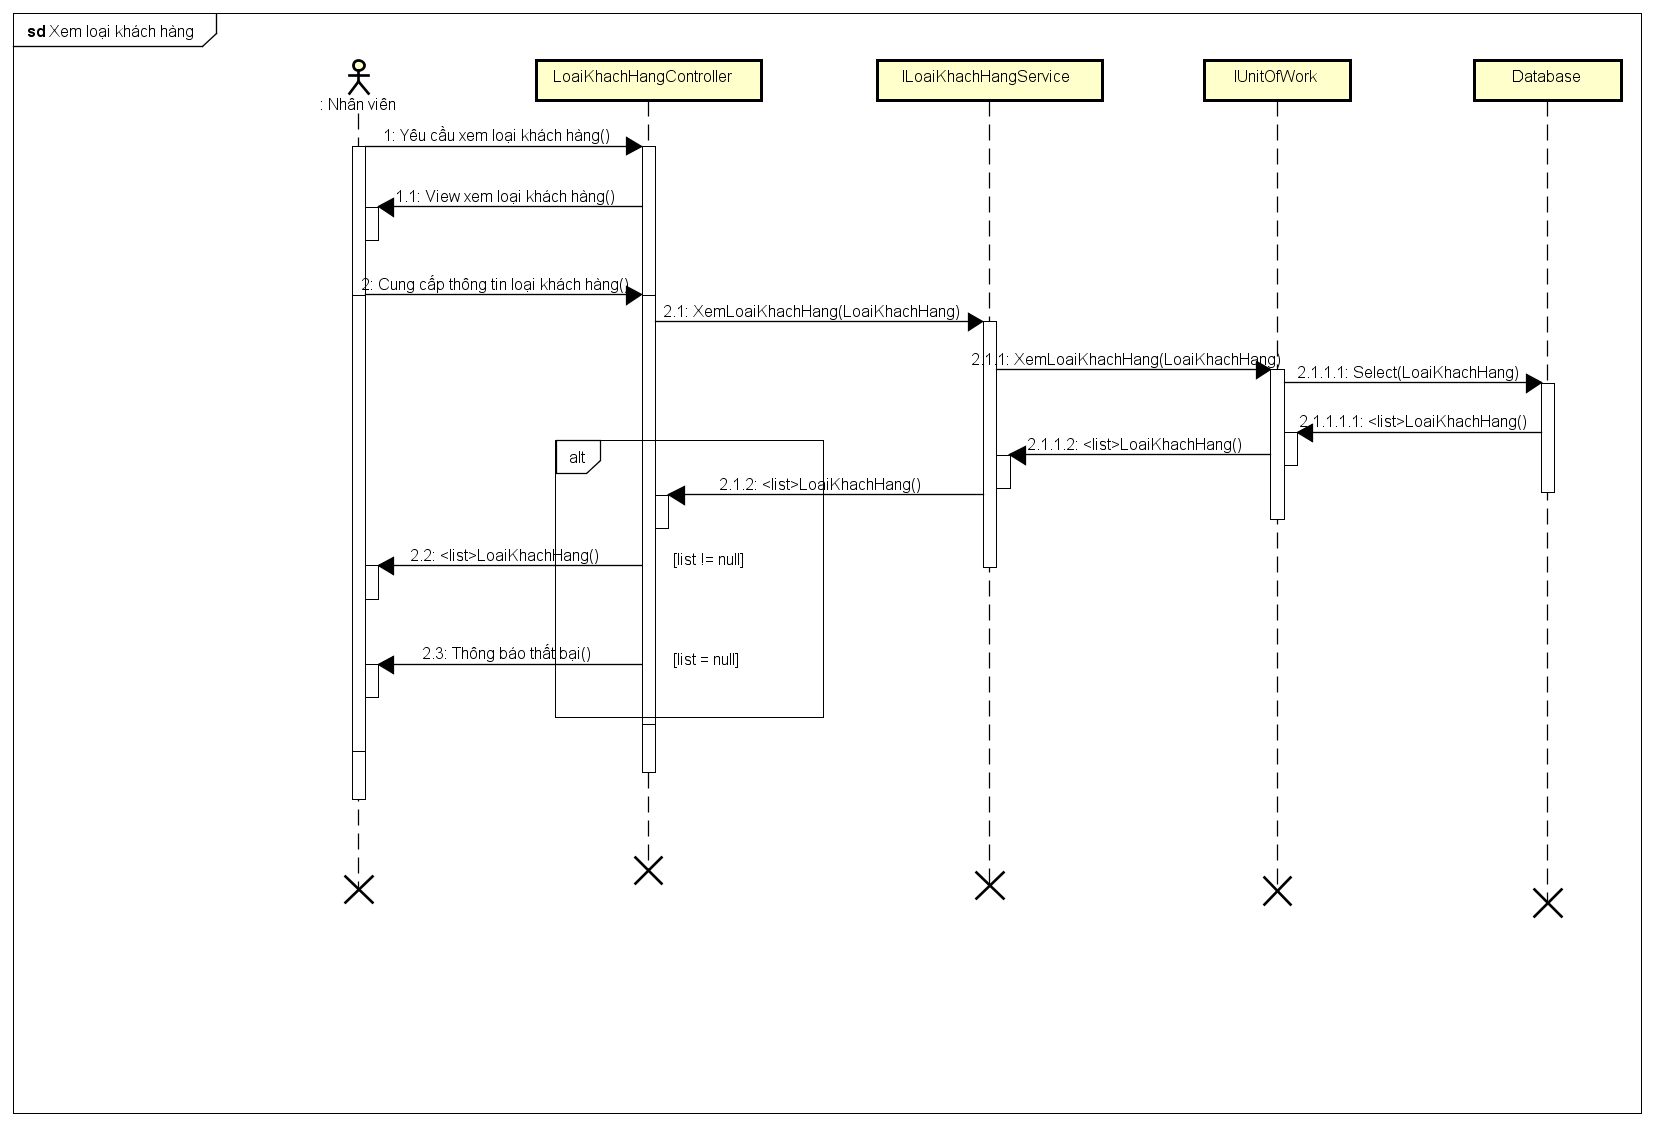 sd Xem loại khách hàng
: Nhân viên
LoaiKhachHangController
ILoaiKhachHangService
IUnitOfWork
Database
1: Yêu cầu xem loại khách hàng()
1.1: View xem loại khách hàng()
2: Cung cấp thông tin loại khách hàng()
2.1: XemLoaiKhachHang(LoaiKhachHang)
2.1.1: XemLoaiKhachHang(LoaiKhachHang)
2.1.1.1: Select(LoaiKhachHang)
2.1.1.1.1: <list>LoaiKhachHang()
2.1.1.2: <list>LoaiKhachHang()
alt
2.1.2: <list>LoaiKhachHang()
2.2: <list>LoaiKhachHang()
[list != null]
2.3: Thông báo thất bại()
[list = null]